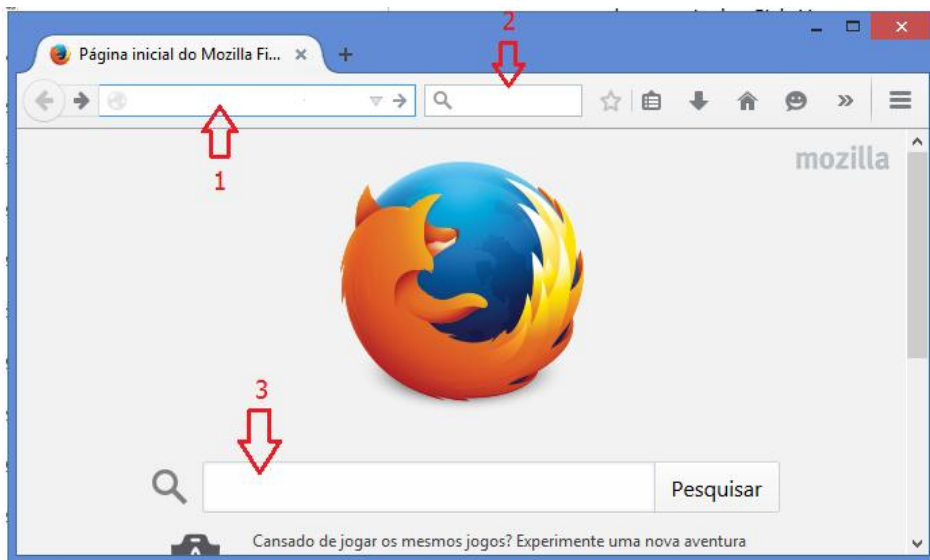 2
Página inicial do Mozilla Fi...
1
mozilla
3
Pesquisar
Cansado de jogar os mesmos jogos? Experimente uma nova aventura